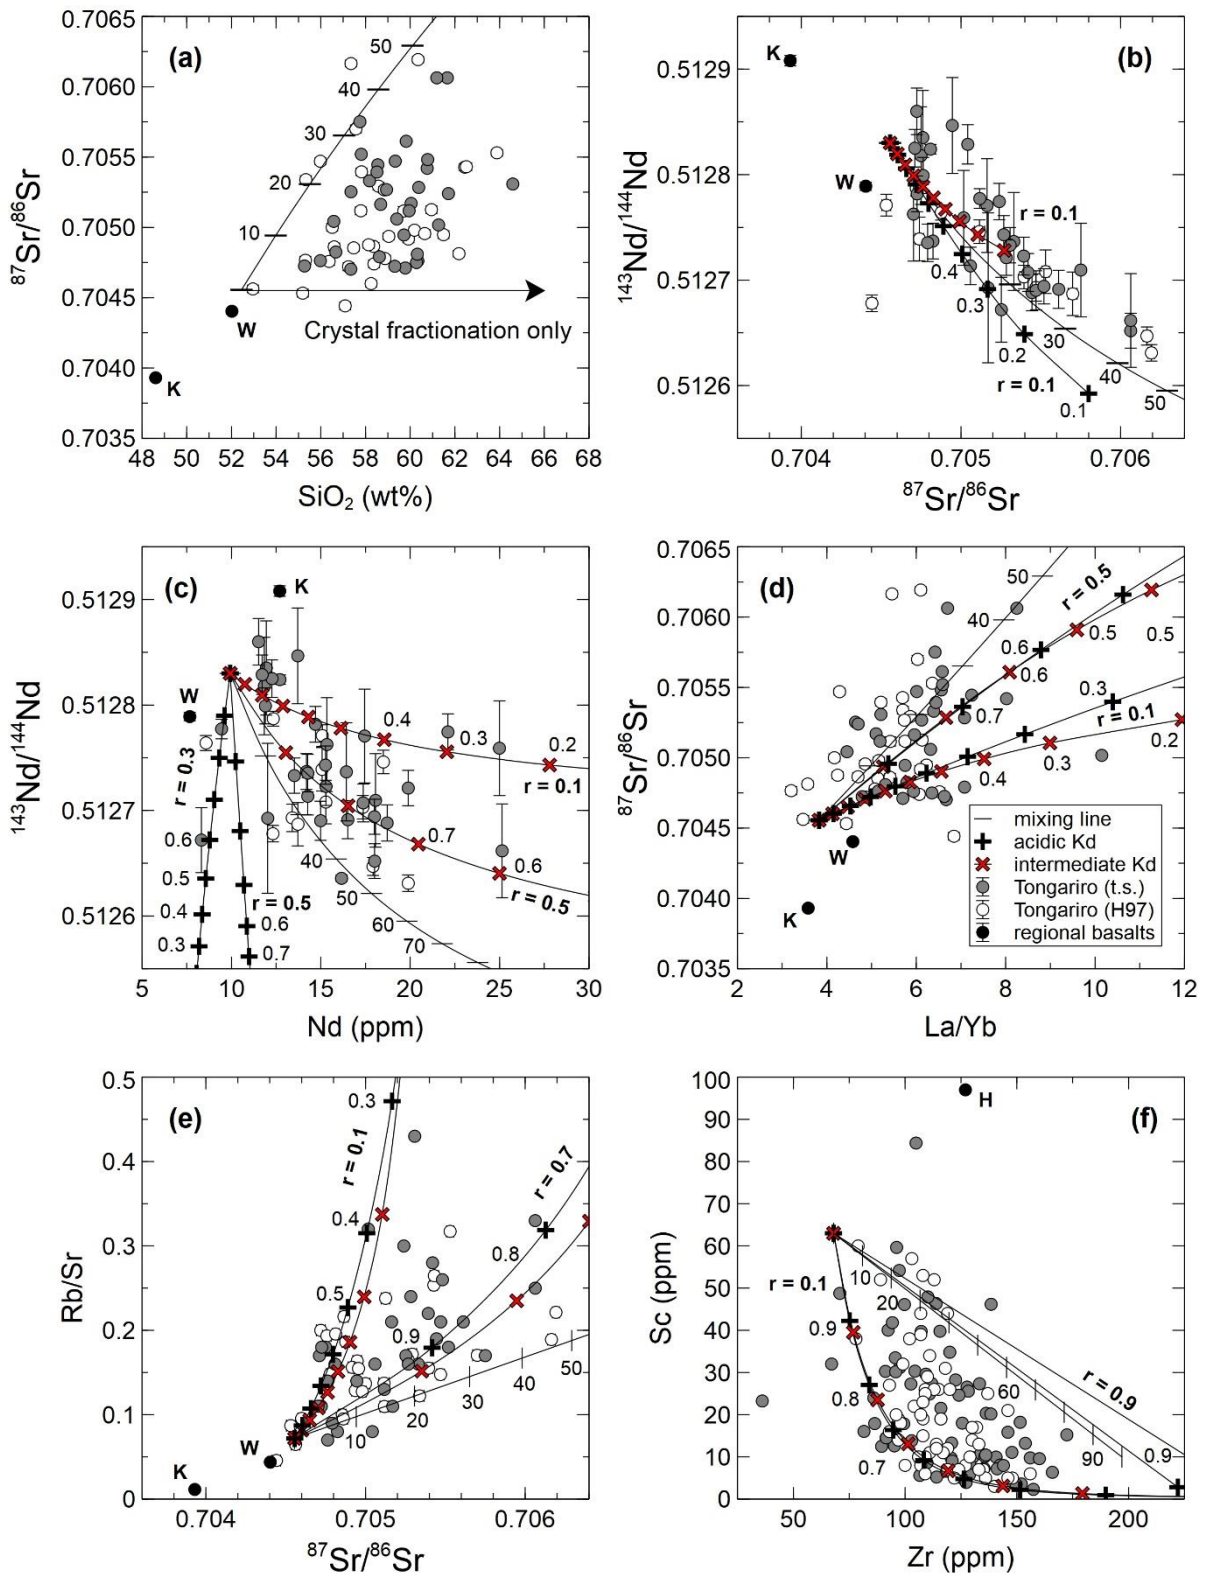 (a)
0.7065
0.7060
0.7055
0.7050
0.7045
0.7040
0.7035
87Sr/86Sr
50
40
30
20
10
W
K
Crystal fractionation only
48 50 52 54 56 58 60 62 64 66 68
SiO2 (wt%)
(b)
0.5129
0.5128
0.5127
0.5126
143Nd/144Nd
K
W
r = 0.1
0.4
0.3
0.2
r = 0.1
0.1
30
40
50
0.704 0.705 0.706
87Sr/86Sr
(c)
0.5129
0.5128
0.5127
0.5126
143Nd/144Nd
K
W
r = 0.3
0.4
0.3
0.2
r = 0.1
0.6
0.5
0.4
0.3
r = 0.5
0.6
0.7
0.7
0.6
r = 0.5
40
50
60
70
5 10 15 20 25 30
Nd (ppm)
(d)
0.7065
0.7060
0.7055
0.7050
0.7045
0.7040
0.7035
87Sr/86Sr
50
40
r = 0.5
0.6
0.5
0.5
0.6
0.7
0.3
r = 0.1
0.2
0.3
0.4
W
K
mixing line
acidic Kd
intermediate Kd
Tongariro (t.s.)
Tongariro (H97)
regional basalts
2 4 6 8 10 12
La/Yb
(e)
0.5
0.4
0.3
0.2
0.1
0
Rb/Sr
0.3
r = 0.1
0.4
0.5
r = 0.7
0.8
0.9
10
20
30
40
50
W
K
0.704 0.705 0.706
87Sr/86Sr
(f)
100
90
80
70
60
50
40
30
20
10
0
Sc (ppm)
H
r = 0.1
0.9
0.8
0.7
10
20
60
90
r = 0.9
0.9
50 100 150 200
Zr (ppm)